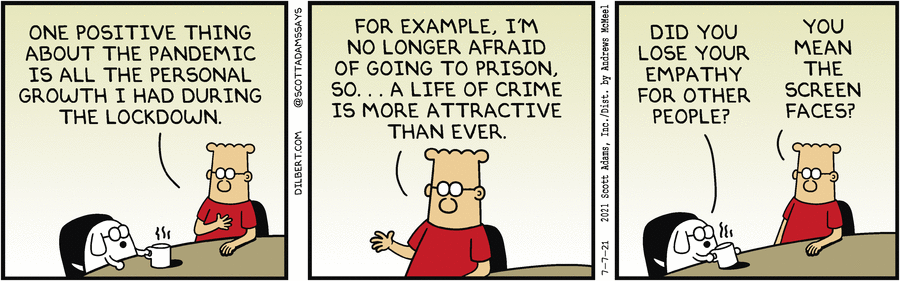 ONE POSITIVE THING
ABOUT THE PANDEMIC
IS ALL THE PERSONAL
GROWTH I HAD DURING
THE LOCKDOWN.
DILBERT.COM @SCOTTADAMSSAYS
FOR EXAMPLE, I'M
NO LONGER AFRAID
OF GOING TO PRISON,
SO... A LIFE OF CRIME
IS MORE ATTRACTIVE
THAN EVER.
7-7-21 2021 Scott Adams, Inc./Dist. by Andrews McMeel
DID YOU
LOSE YOUR
EMPATHY
FOR OTHER
PEOPLE?
YOU
MEAN
THE
SCREEN
FACES?